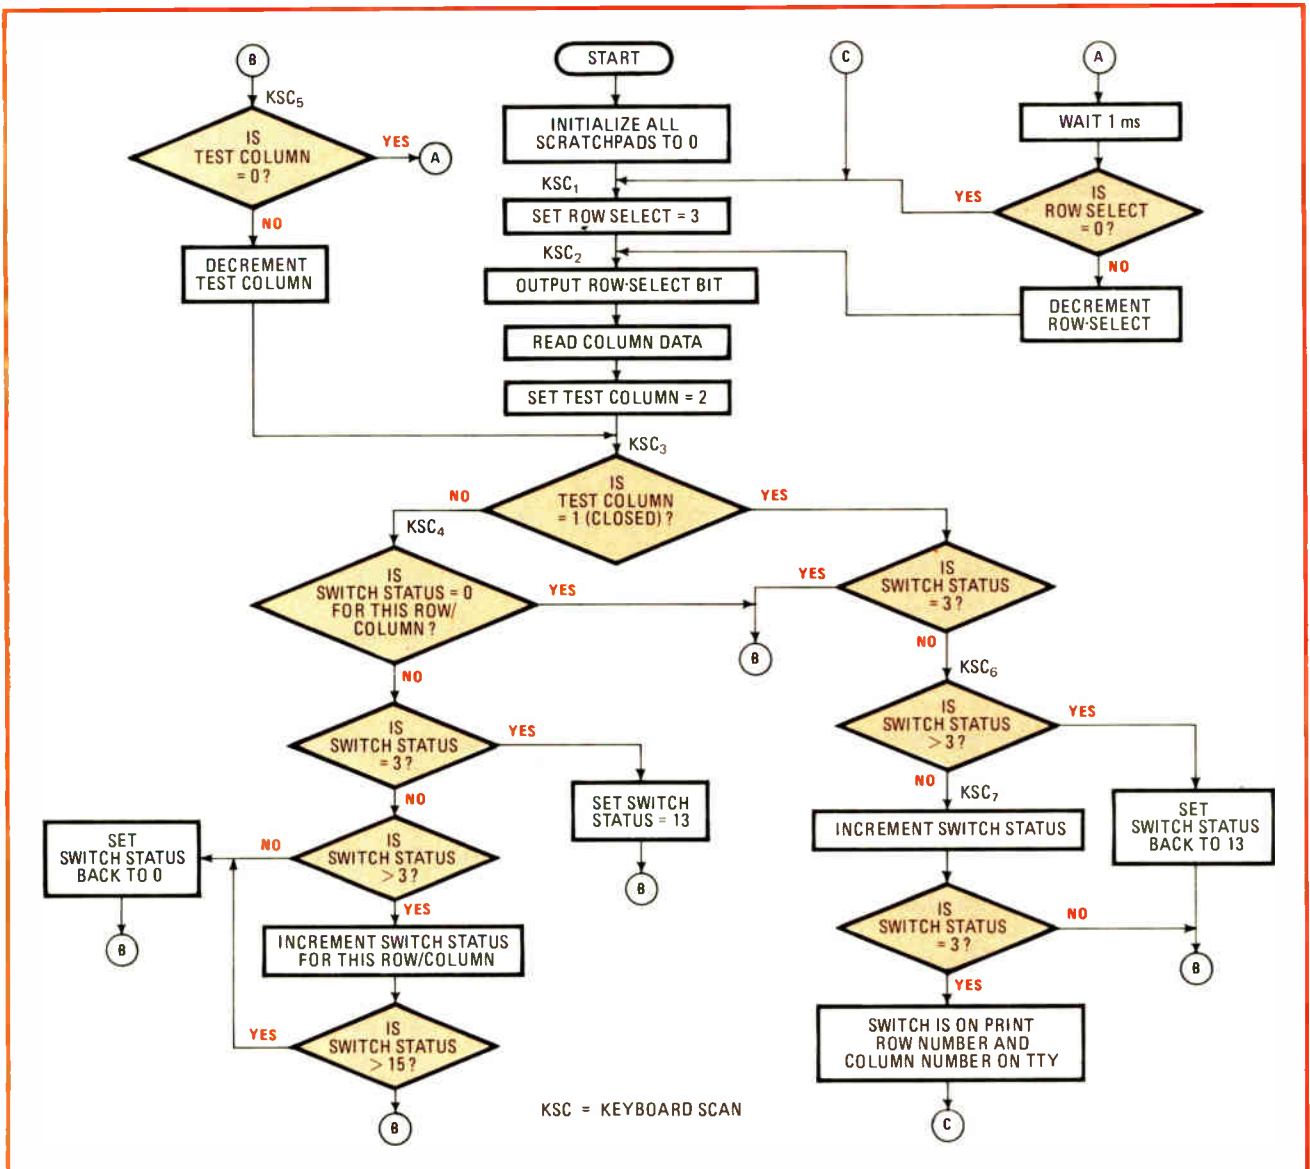 B
KSC5
IS
TEST COLUMN
= 0?
YES
A
NO
DECREMENT
TEST COLUMN
START
INITIALIZE ALL
SCRATCHPADS TO 0
KSC1
SET ROW SELECT = 3
KSC2
OUTPUT ROW-SELECT BIT
READ COLUMN DATA
SET TEST COLUMN = 2
C
A
WAIT 1 ms
IS
ROW SELECT
= 0?
YES
NO
DECREMENT
ROW-SELECT
KSC3
IS
TEST COLUMN
= 1 (CLOSED) ?
NO
YES
KSC4
IS
SWITCH STATUS = 0
FOR THIS ROW/
COLUMN ?
YES
NO
B
IS
SWITCH STATUS
= 3?
YES
NO
SET SWITCH
STATUS = 13
B
IS
SWITCH STATUS
> 3?
NO
YES
SET
SWITCH STATUS
BACK TO 0
B
INCREMENT SWITCH STATUS
FOR THIS ROW/COLUMN
IS
SWITCH STATUS
> 15?
YES
B
IS
SWITCH STATUS
= 3?
YES
NO
KSC6
IS
SWITCH STATUS
> 3?
YES
NO
KSC7
INCREMENT SWITCH STATUS
SET
SWITCH STATUS
BACK TO 13
IS
SWITCH STATUS
= 3?
NO
B
YES
SWITCH IS ON PRINT
ROW NUMBER AND
COLUMN NUMBER ON TTY
C
KSC = KEYBOARD SCAN